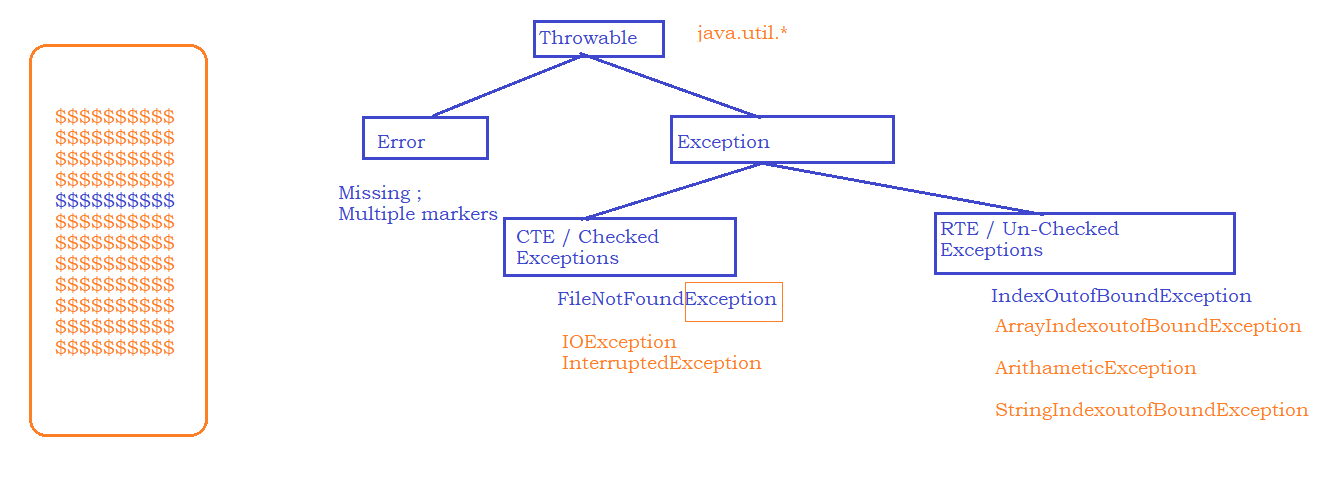 Throwable
java.util.*
$$$$$$$$$$
$$$$$$$$$$
$$$$$$$$$$
$$$$$$$$$$
$$$$$$$$$$
$$$$$$$$$$
$$$$$$$$$$
$$$$$$$$$$
$$$$$$$$$$
$$$$$$$$$$
$$$$$$$$$$
$$$$$$$$$$
Error
Exception
Missing ;
Multiple markers
CTE / Checked
Exceptions
RTE / Un-Checked
Exceptions
FileNotFoundException
IOException
InterruptedException
IndexOutofBoundException
ArrayIndexoutofBoundException
ArithameticException
StringIndexoutofBoundException